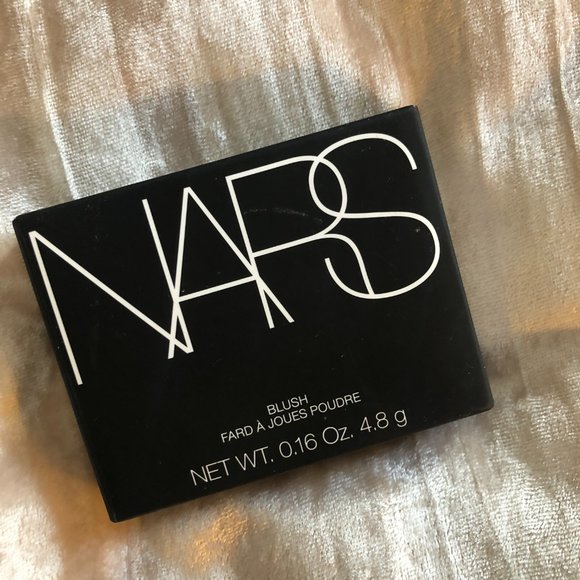 NARS
BLUSH
FARD À JOUES POUDRE
NET WT. 0.16 Oz. 4.8 g